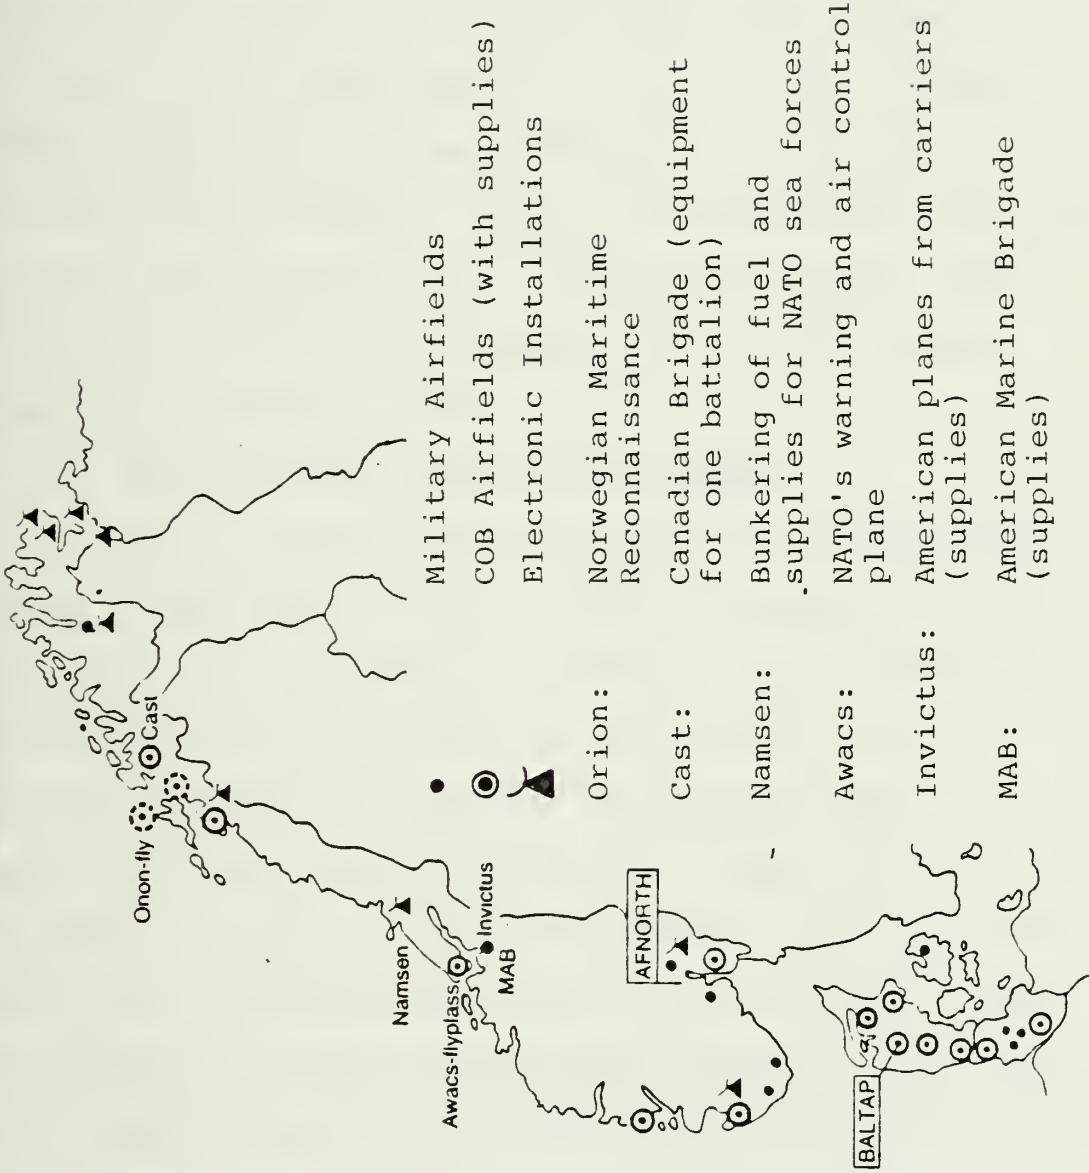 Onon-fly
?
Cast
Namsen
Awacs-flyplass
Invictus
MAB
AFNORTH
BALTAP
Military Airfields
COB Airfields (with supplies)
Electronic Installations
Orion: Norwegian Maritime
Reconnaissance
Cast: Canadian Brigade (equipment
for one battalion)
Namsen: Bunkering of fuel and
supplies for NATO sea forces
Awacs: NATO's warning and air control
plane
Invictus: American planes from carriers
(supplies)
MAB: American Marine Brigade
(supplies)